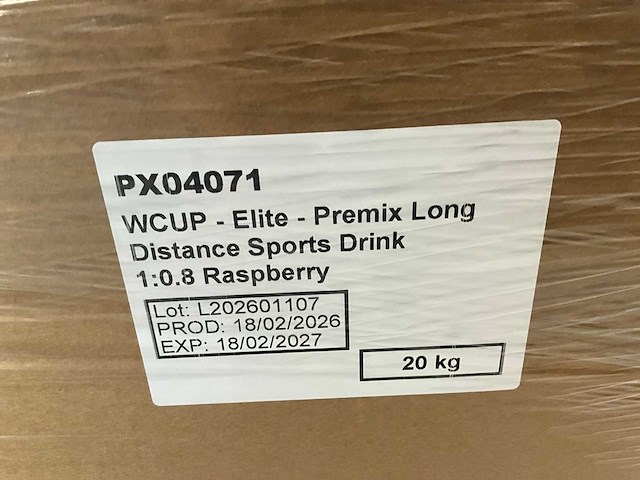 PX04071
WCUP - Elite - Premix Long
Distance Sports Drink
1:0.8 Raspberry
Lot: L202601107
PROD: 18/02/2026
EXP: 18/02/2027
20 kg